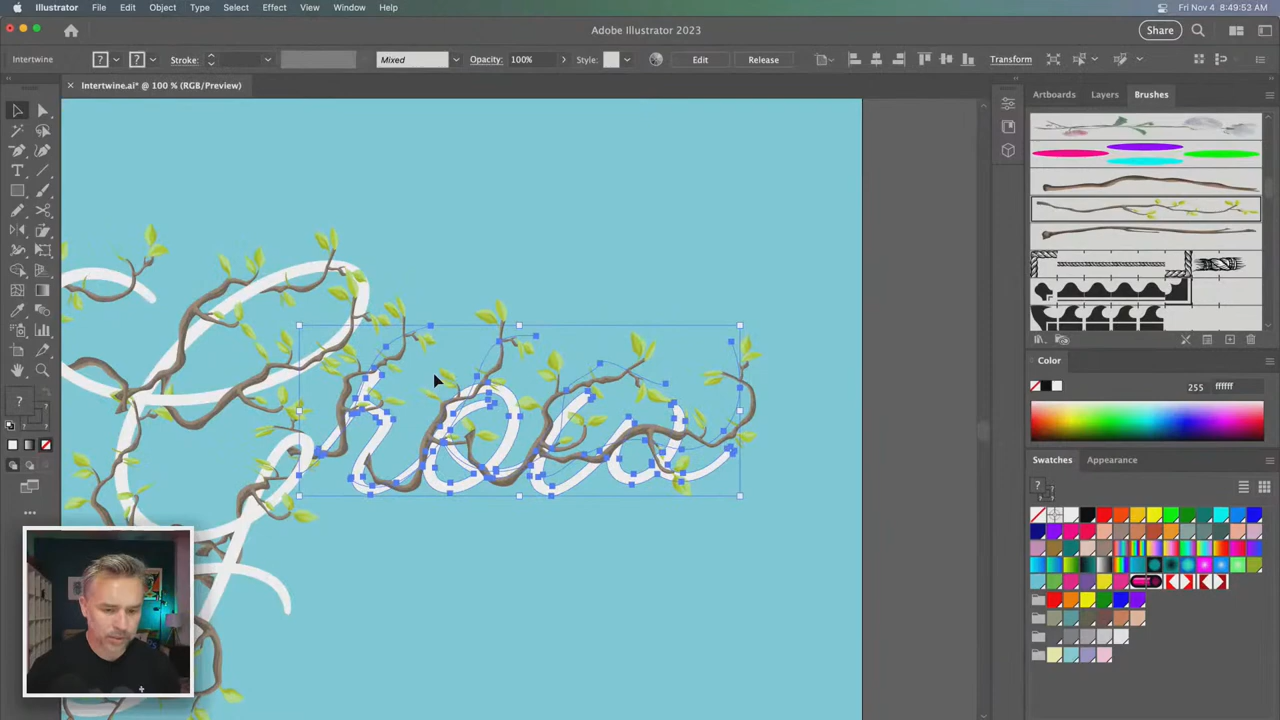 Illustrator File Edit Object Type Select Effect View Window Help
Fri Nov 4 8:49:53 AM
Adobe Illustrator 2023
Share
Intertwine ? ? Stroke: Mixed Opacity: 100% Style: Edit Release Transform
× Intertwine.ai* @ 100 % (RGB/Preview)
Artboards Layers Brushes
Color
255 ffffff
Swatches Appearance
?
?